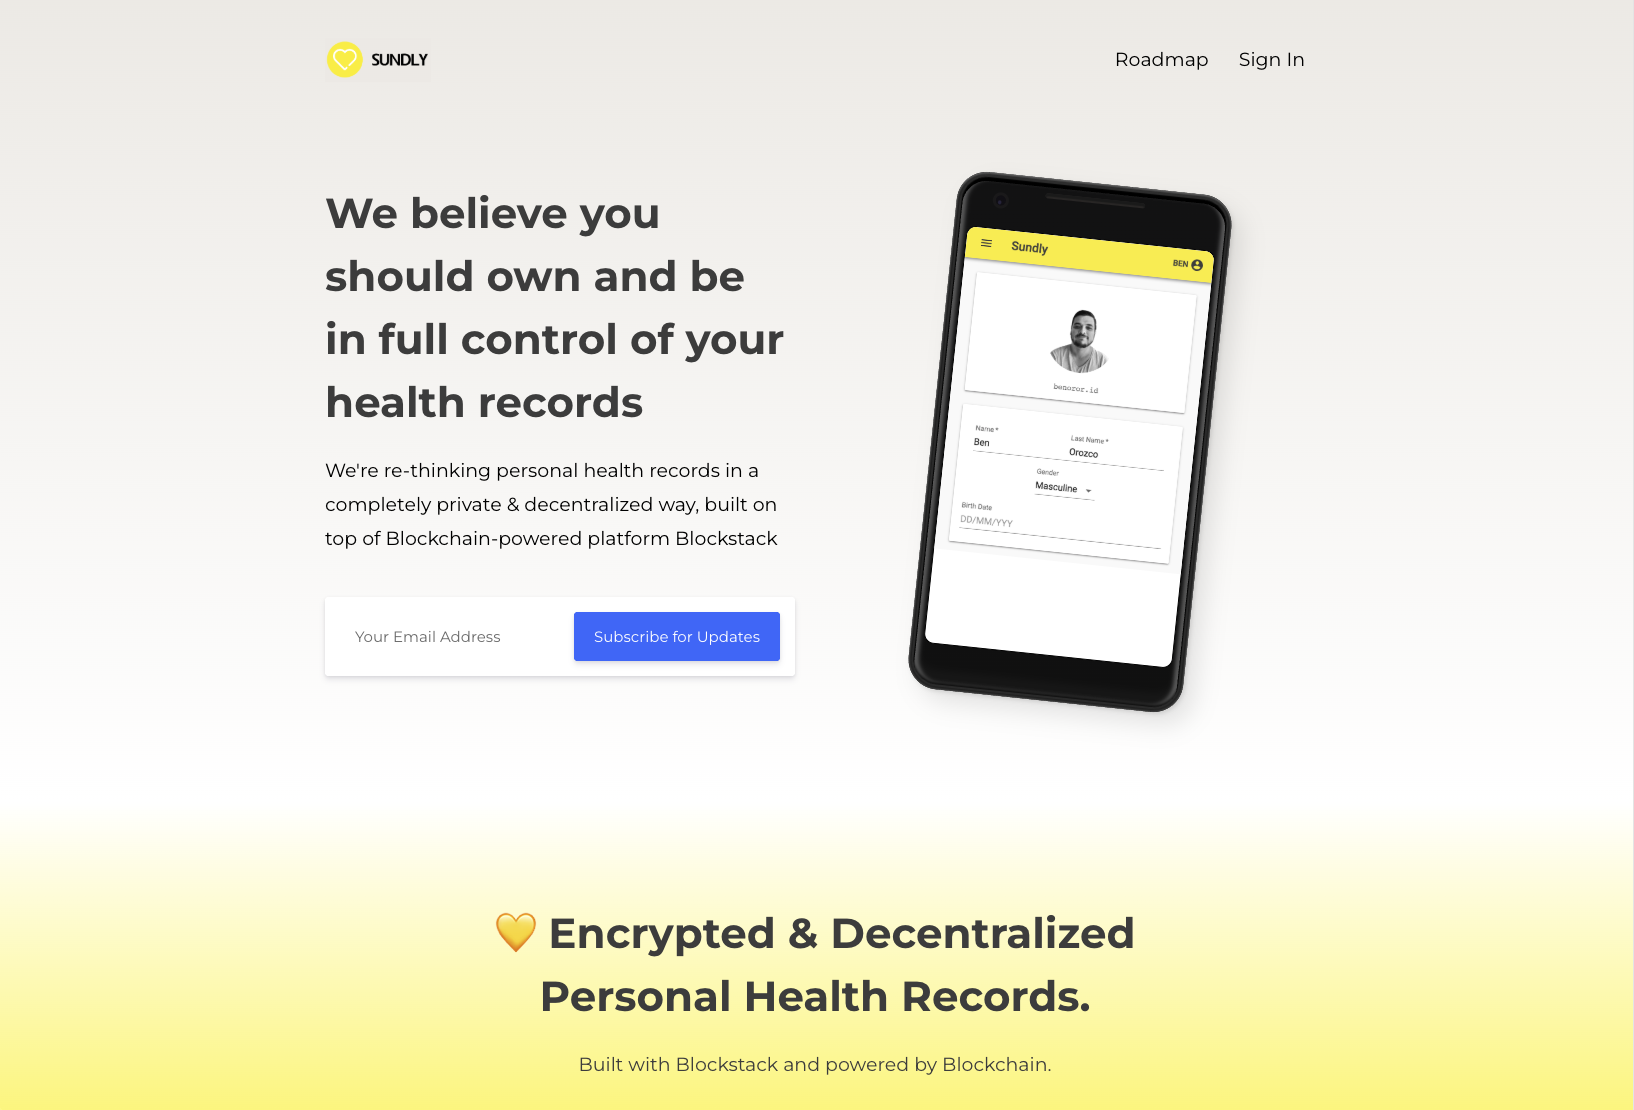 SUNDLY
Roadmap
Sign In
We believe you
should own and be
in full control of your
health records
We're re-thinking personal health records in a
completely private & decentralized way, built on
top of Blockchain-powered platform Blockstack
Your Email Address
Subscribe for Updates
Sundly
BEN
benoror.id
Name *
Last Name *
Ben
Orozco
Gender
Masculine
Birth Date
DD/MM/YYY
💛 Encrypted & Decentralized
Personal Health Records.
Built with Blockstack and powered by Blockchain.